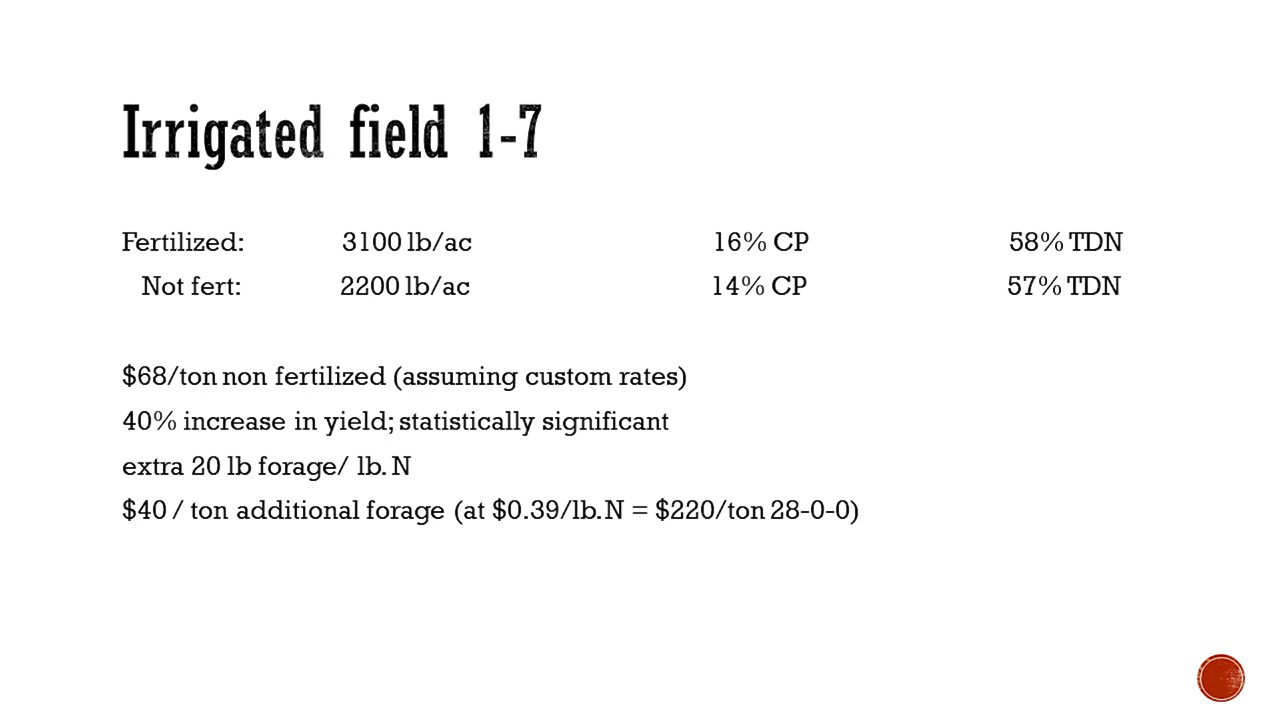 Irrigated field 1-7
Fertilized: 3100 lb/ac 16% CP 58% TDN
Not fert: 2200 lb/ac 14% CP 57% TDN
$68/ton non fertilized (assuming custom rates)
40% increase in yield; statistically significant
extra 20 lb forage/ lb. N
$40 / ton additional forage (at $0.39/lb. N = $220/ton 28-0-0)